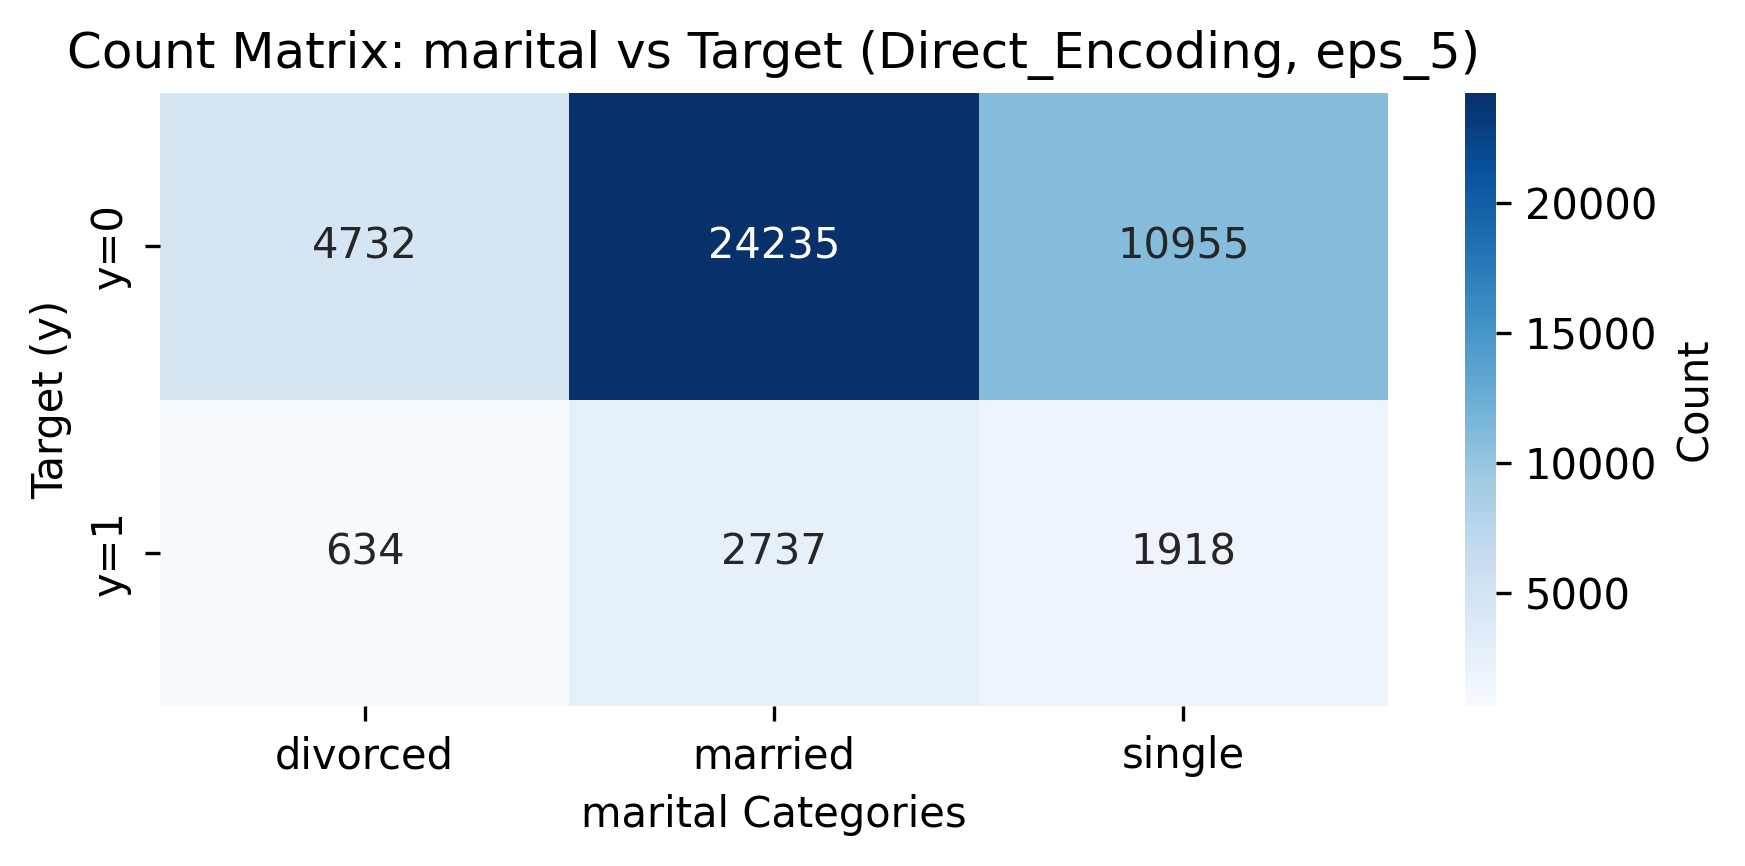 Count Matrix: marital vs Target (Direct_Encoding, eps_5)
Target (y)
y=0
4732 24235 10955
y=1
634 2737 1918
divorced married single
marital Categories
20000
15000
10000
5000
Count